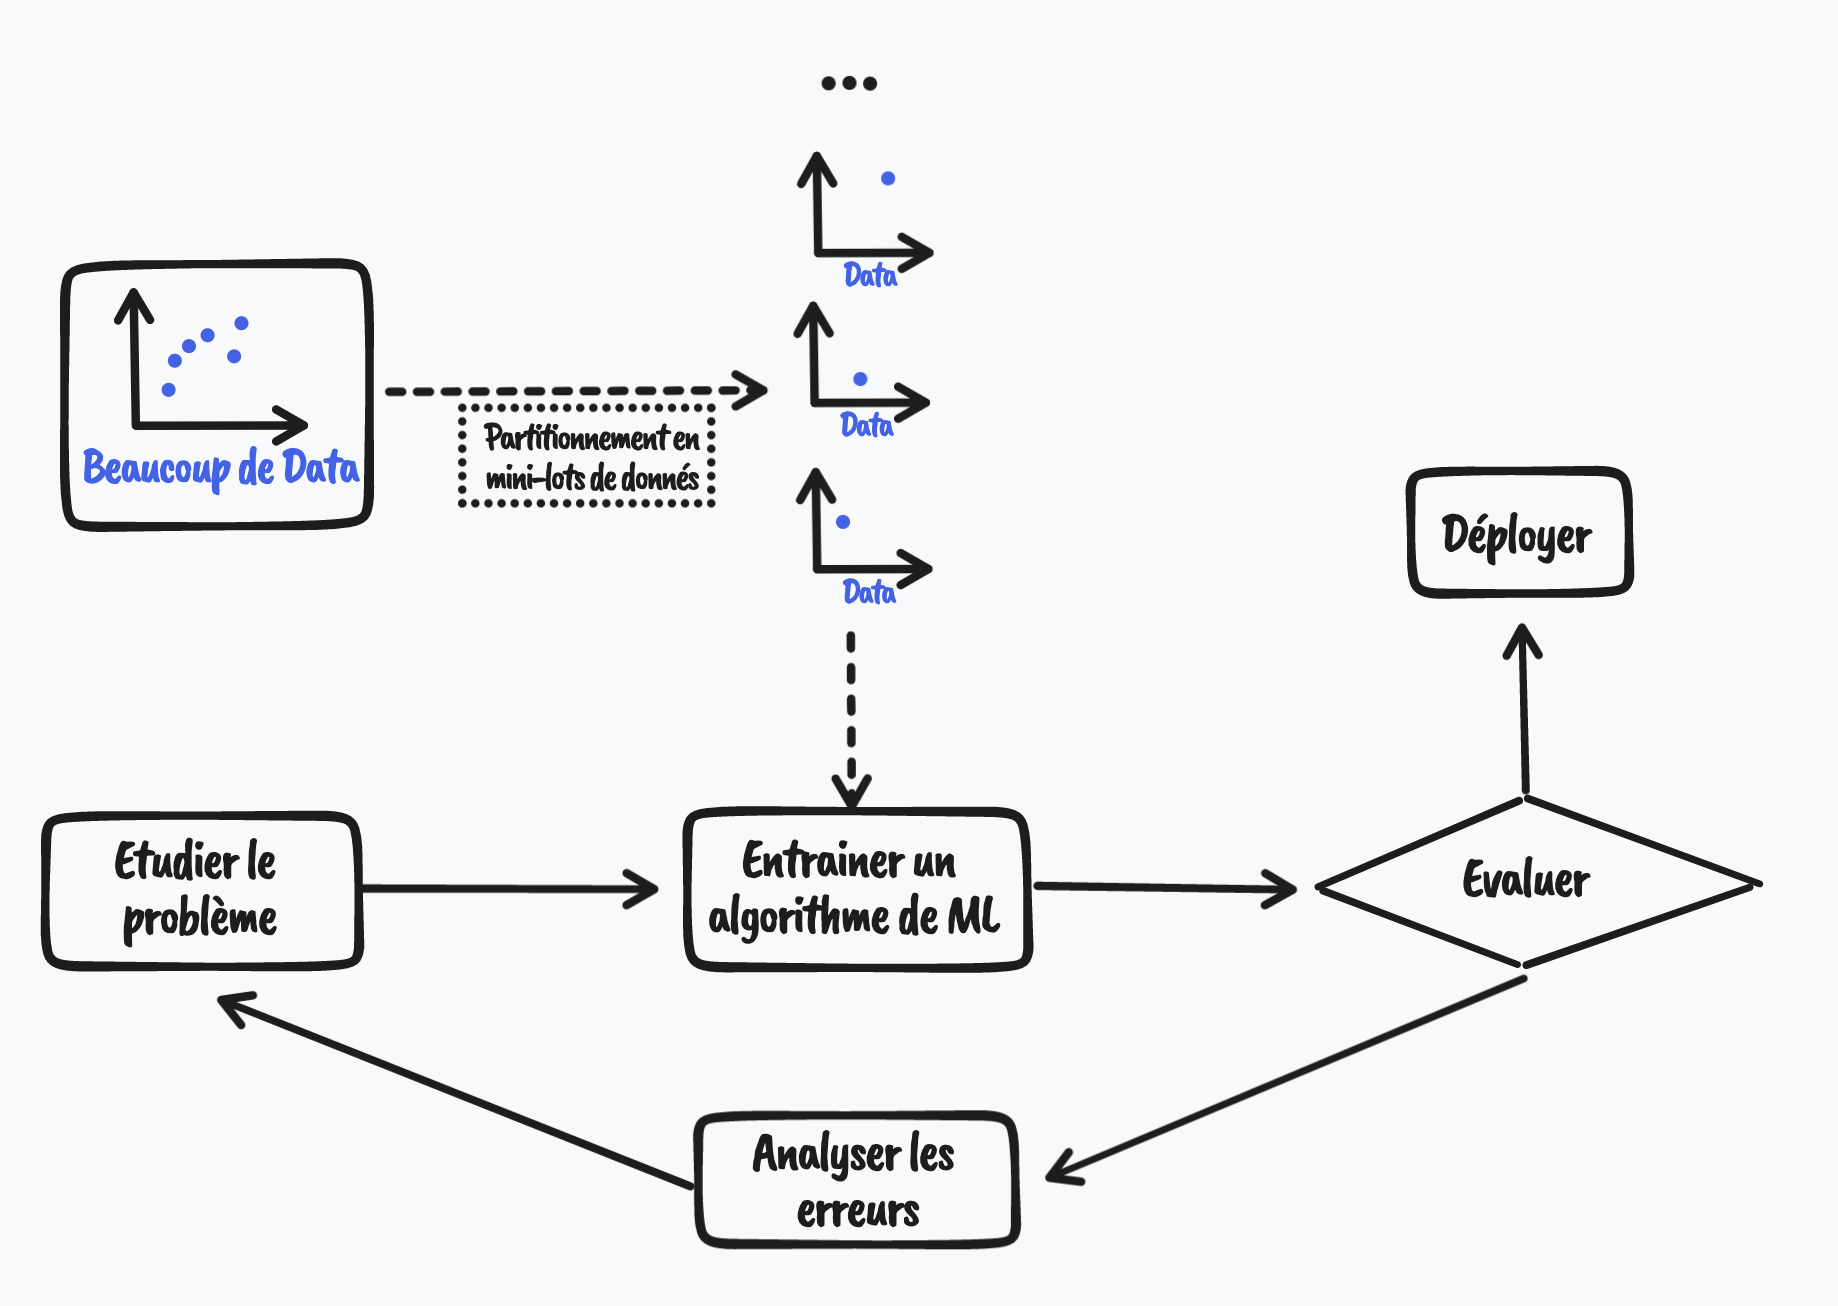 ...
Data
Beaucoup de Data
Partitionnement en
mini-lots de donnés
Data
Data
Déployer
Etudier le
problème
Entrainer un
algorithme de ML
Evaluer
Analyser les
erreurs